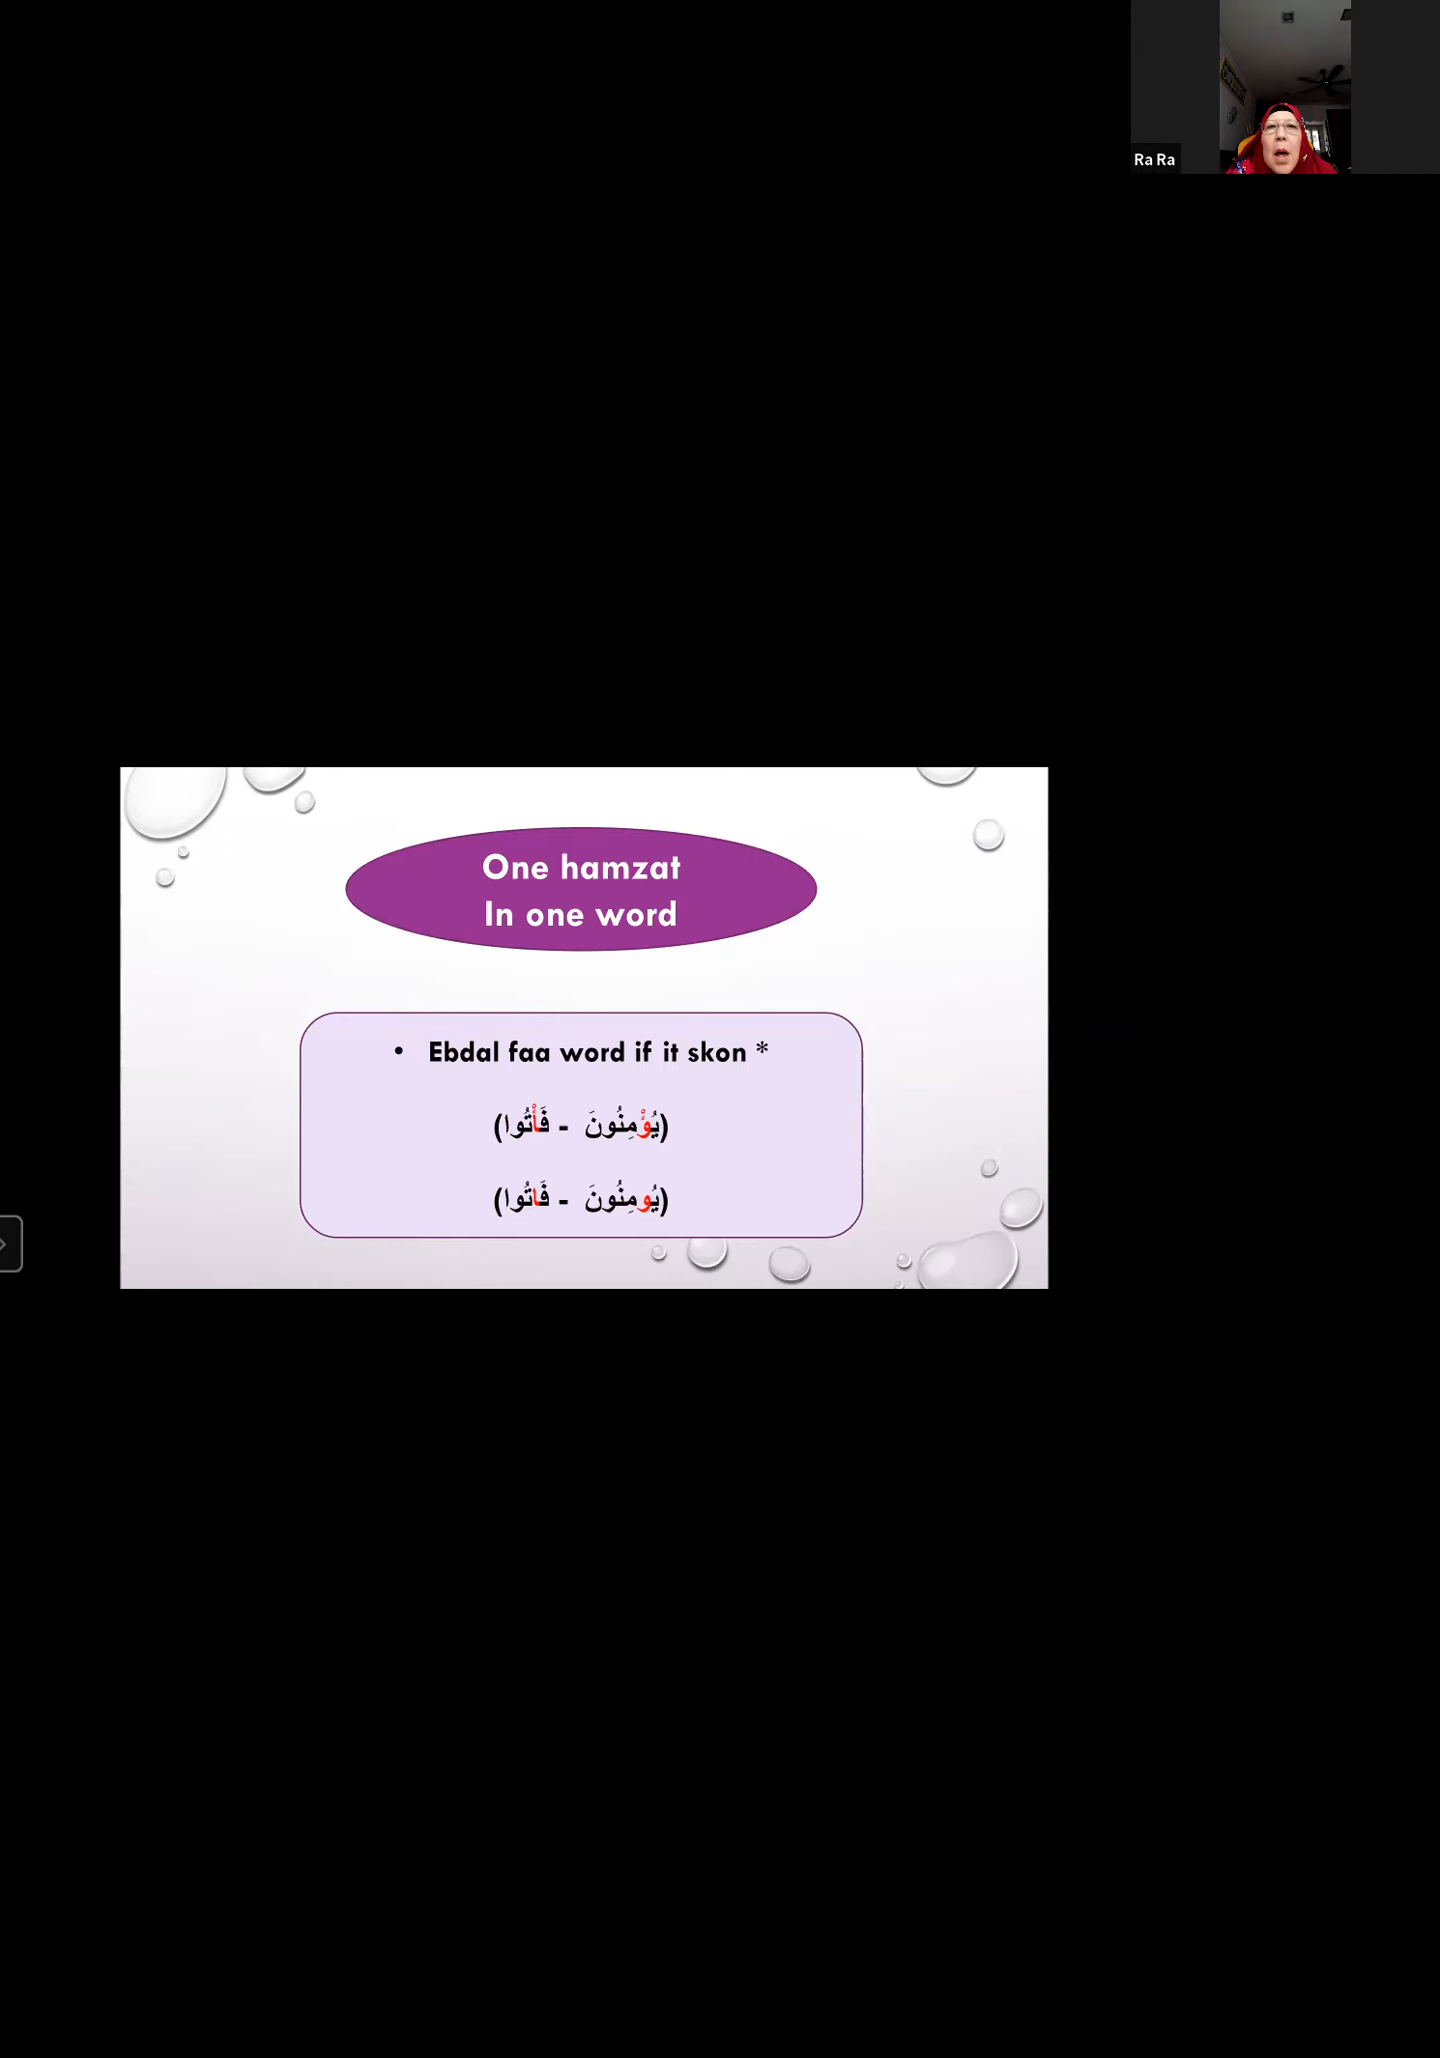 Ra Ra
One hamzat
In one word
• Ebdal faa word if it skon *
(يُؤْمِنُونَ - فَأْتُوا)
(يُومِنُونَ - فَاتُوا)